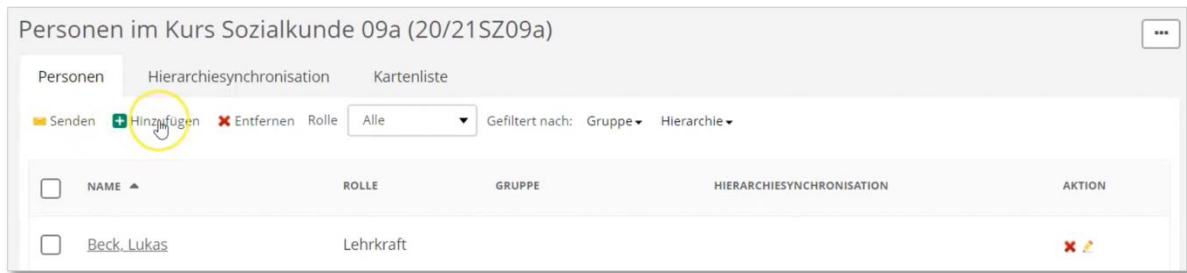 Personen im Kurs Sozialkunde 09a (20/21SZ09a)
Personen Hierarchiesynchronisation Kartenliste
Senden Hinzufügen Entfernen Rolle Alle Gefiltert nach: Gruppe Hierarchie
NAME ROLLE GRUPPE HIERARCHIESYNCHRONISATION AKTION
Beck, Lukas Lehrkraft